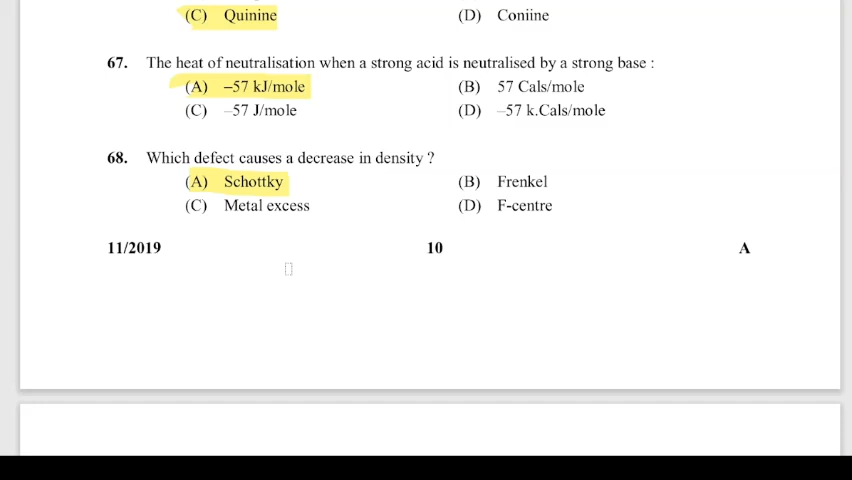 (C) Quinine (D) Coniine
67. The heat of neutralisation when a strong acid is neutralised by a strong base :
(A) –57 kJ/mole (B) 57 Cals/mole
(C) –57 J/mole (D) –57 k.Cals/mole
68. Which defect causes a decrease in density ?
(A) Schottky (B) Frenkel
(C) Metal excess (D) F-centre
11/2019 10 A